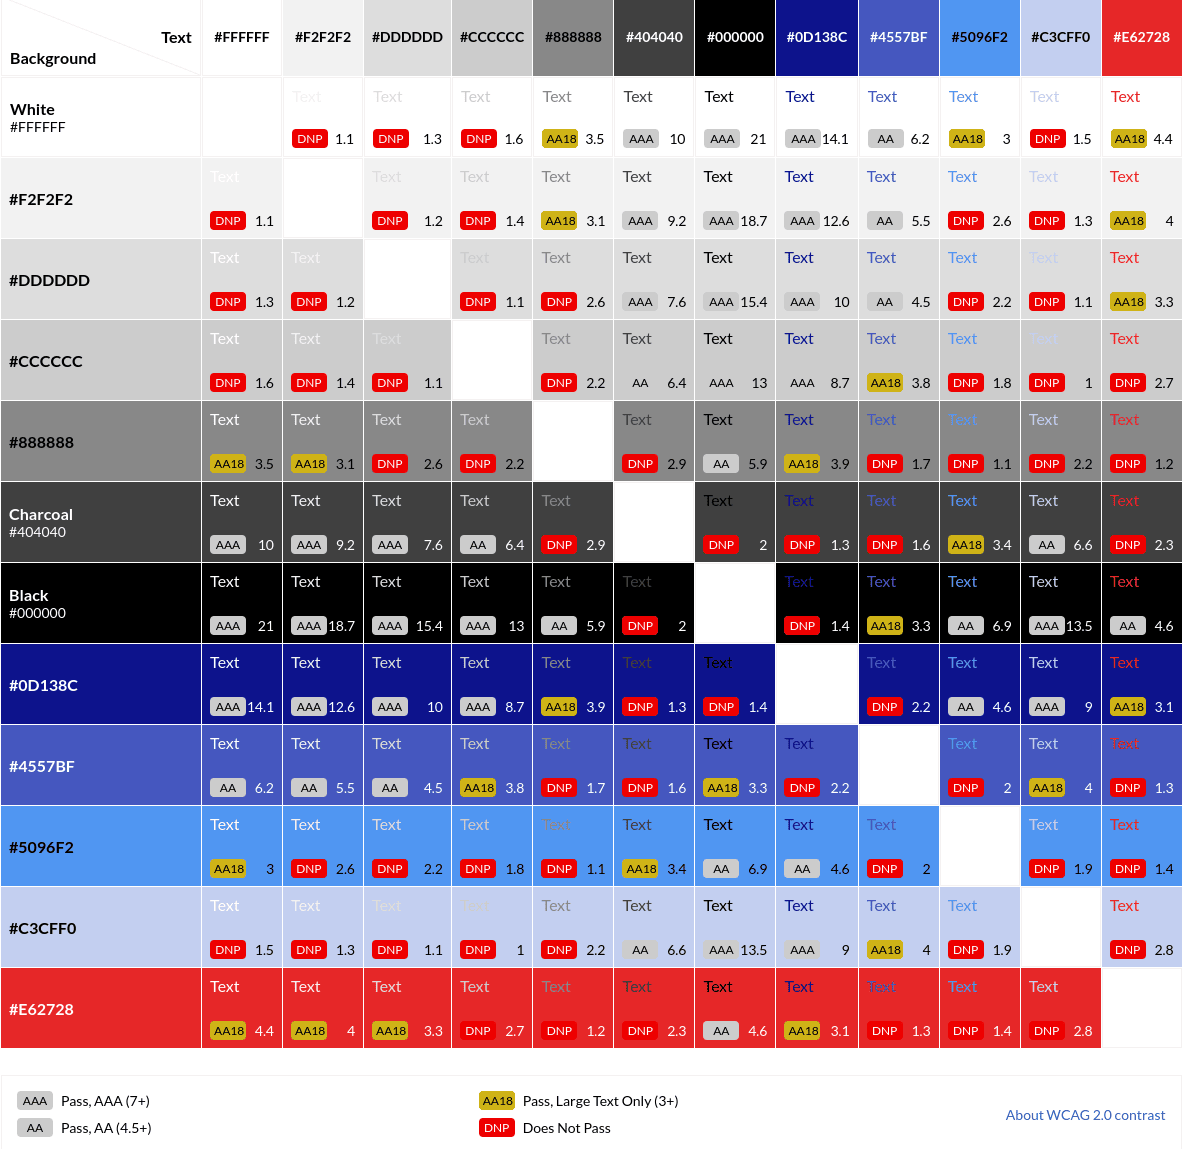 Text #FFFFFF #F2F2F2 #DDDDDD #CCCCCC #888888 #404040 #000000 #0D138C #4557BF #5096F2 #C3CFF0 #E62728
Background
White Text Text Text Text Text Text Text Text Text Text Text
#FFFFFF
DNP 1.1 DNP 1.3 DNP 1.6 AA18 3.5 AAA 10 AAA 21 AAA 14.1 AA 6.2 AA18 3 DNP 1.5 AA18 4.4
Text Text Text Text Text Text Text Text Text Text Text
#F2F2F2
DNP 1.1 DNP 1.2 DNP 1.4 AA18 3.1 AAA 9.2 AAA 18.7 AAA 12.6 AA 5.5 DNP 2.6 DNP 1.3 AA18 4
Text Text Text Text Text Text Text Text Text Text Text
#DDDDDD
DNP 1.3 DNP 1.2 DNP 1.1 DNP 2.6 AAA 7.6 AAA 15.4 AAA 10 AA 4.5 DNP 2.2 DNP 1.1 AA18 3.3
Text Text Text Text Text Text Text Text Text Text Text
#CCCCCC
DNP 1.6 DNP 1.4 DNP 1.1 DNP 2.2 AA 6.4 AAA 13 AAA 8.7 AA18 3.8 DNP 1.8 DNP 1 DNP 2.7
Text Text Text Text Text Text Text Text Text Text Text
#888888
AA18 3.5 AA18 3.1 DNP 2.6 DNP 2.2 DNP 2.9 AA 5.9 AA18 3.9 DNP 1.7 DNP 1.1 DNP 2.2 DNP 1.2
Text Text Text Text Text Text Text Text Text Text Text
Charcoal
#404040
AAA 10 AAA 9.2 AAA 7.6 AA 6.4 DNP 2.9 DNP 2 DNP 1.3 DNP 1.6 AA18 3.4 AA 6.6 DNP 2.3
Text Text Text Text Text Text Text Text Text Text Text
Black
#000000
AAA 21 AAA 18.7 AAA 15.4 AAA 13 AA 5.9 DNP 2 DNP 1.4 AA18 3.3 AA 6.9 AAA 13.5 AA 4.6
Text Text Text Text Text Text Text Text Text Text Text
#0D138C
AAA 14.1 AAA 12.6 AAA 10 AAA 8.7 AA18 3.9 DNP 1.3 DNP 1.4 DNP 2.2 AA 4.6 AAA 9 AA18 3.1
Text Text Text Text Text Text Text Text Text Text Text
#4557BF
AA 6.2 AA 5.5 AA 4.5 AA18 3.8 DNP 1.7 DNP 1.6 AA18 3.3 DNP 2.2 DNP 2 AA18 4 DNP 1.3
Text Text Text Text Text Text Text Text Text Text Text
#5096F2
AA18 3 DNP 2.6 DNP 2.2 DNP 1.8 DNP 1.1 AA18 3.4 AA 6.9 AA 4.6 DNP 2 DNP 1.9 DNP 1.4
Text Text Text Text Text Text Text Text Text Text Text
#C3CFF0
DNP 1.5 DNP 1.3 DNP 1.1 DNP 1 DNP 2.2 AA 6.6 AAA 13.5 AAA 9 AA18 4 DNP 1.9 DNP 2.8
Text Text Text Text Text Text Text Text Text Text Text
#E62728
AA18 4.4 AA18 4 AA18 3.3 DNP 2.7 DNP 1.2 DNP 2.3 AA 4.6 AA18 3.1 DNP 1.3 DNP 1.4 DNP 2.8
AAA Pass, AAA (7+) AA18 Pass, Large Text Only (3+)
About WCAG 2.0 contrast
AA Pass, AA (4.5+) DNP Does Not Pass